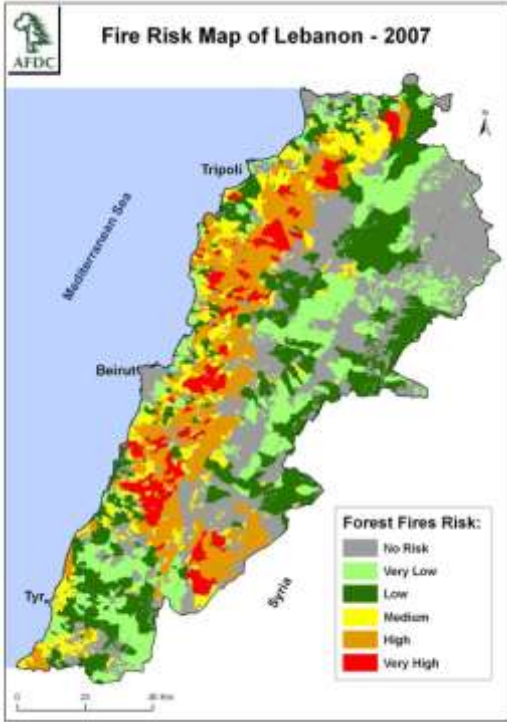 AFDC
Fire Risk Map of Lebanon - 2007
N
Tripoli
Mediterranean Sea
Beirut
Tyr
Syria
Forest Fires Risk:
No Risk
Very Low
Low
Medium
High
Very High
0 20 40 Km